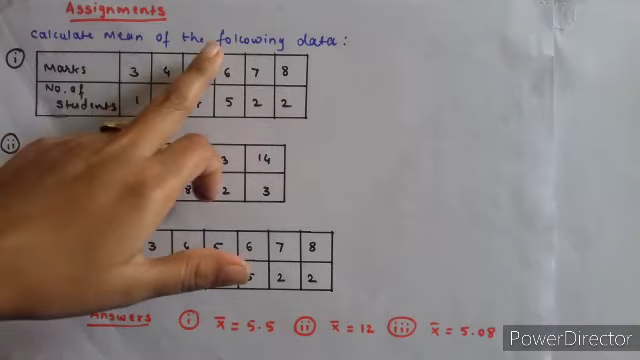 Assignments
Calculate Mean of the following data:
i
Marks 3 4 6 7 8
No. of
students 1 5 2 2
ii
3 14
8 2 3
3 4 5 6 7 8
5 2 2
Answers i x̄ = 5.5 ii x̄ = 12 iii x̄ = 5.08
PowerDirector